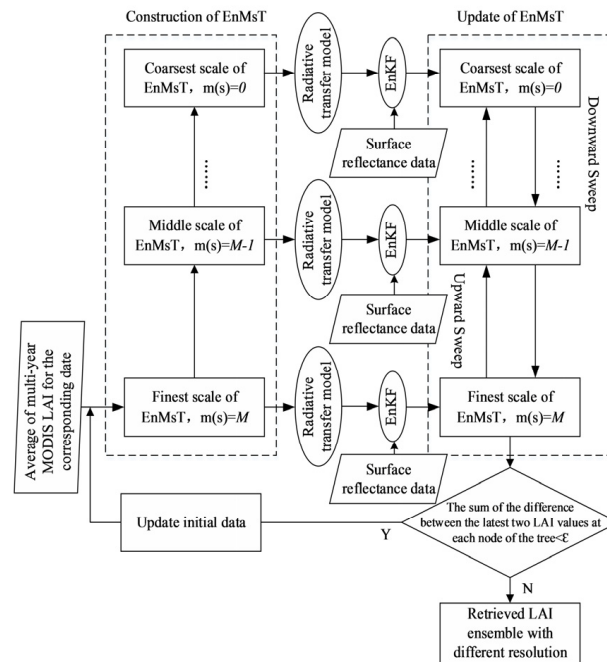 Construction of EnMsT
Update of EnMsT
Coarsest scale of
EnMsT, m(s)=0
Radiative
transfer model
EnKF
Coarsest scale of
EnMsT, m(s)=0
Surface
reflectance data
......
......
......
Downward Sweep
Middle scale of
EnMsT, m(s)=M-1
Radiative
transfer model
EnKF
Middle scale of
EnMsT, m(s)=M-1
Surface
reflectance data
Upward Sweep
Average of multi-year
MODIS LAI for the
corresponding date
Finest scale of
EnMsT, m(s)=M
Radiative
transfer model
EnKF
Finest scale of
EnMsT, m(s)=M
Surface
reflectance data
Update initial data
Y
The sum of the difference
between the latest two LAI values at
each node of the tree<ε
N
Retrieved LAI
ensemble with
different resolution